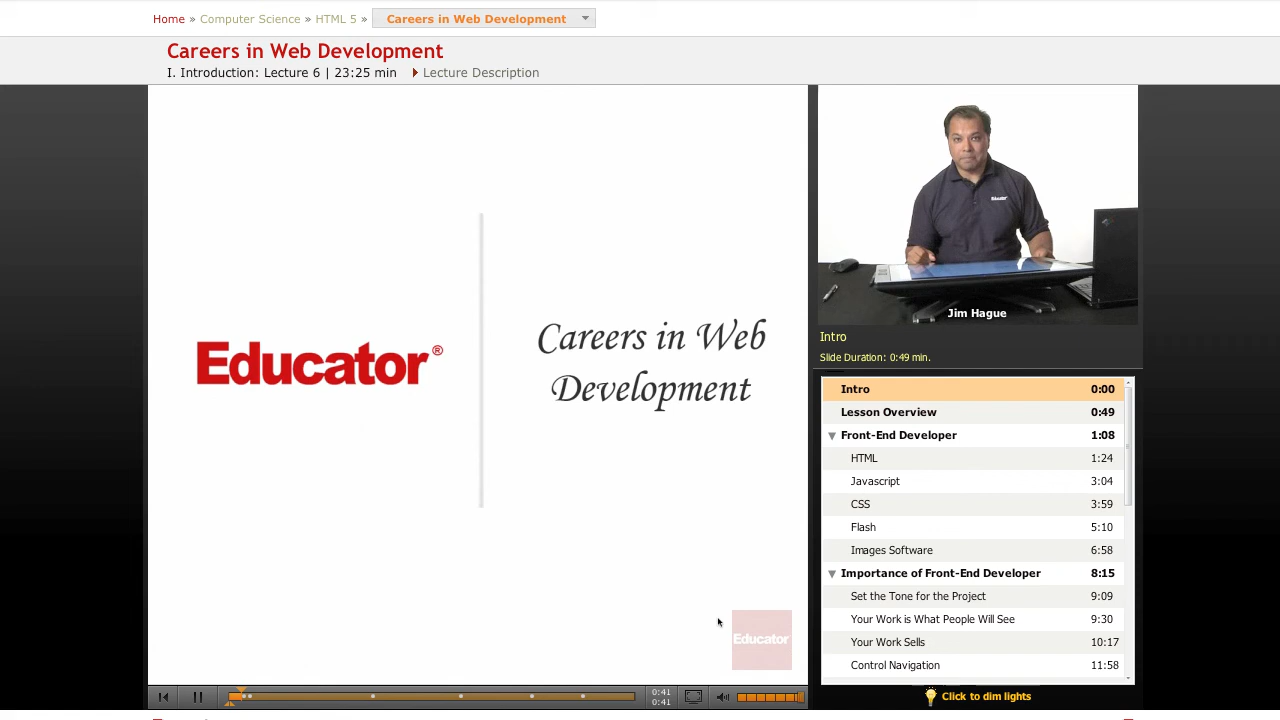 Home » Computer Science » HTML 5 » Careers in Web Development
Careers in Web Development
I. Introduction: Lecture 6 | 23:25 min Lecture Description
Educator®
Careers in Web
Development
Educator
Educator
Jim Hague
Intro
Slide Duration: 0:49 min.
Intro 0:00
Lesson Overview 0:49
Front-End Developer 1:08
HTML 1:24
Javascript 3:04
CSS 3:59
Flash 5:10
Images Software 6:58
Importance of Front-End Developer 8:15
Set the Tone for the Project 9:09
Your Work is What People Will See 9:30
Your Work Sells 10:17
Control Navigation 11:58
0:41
0:41
Click to dim lights